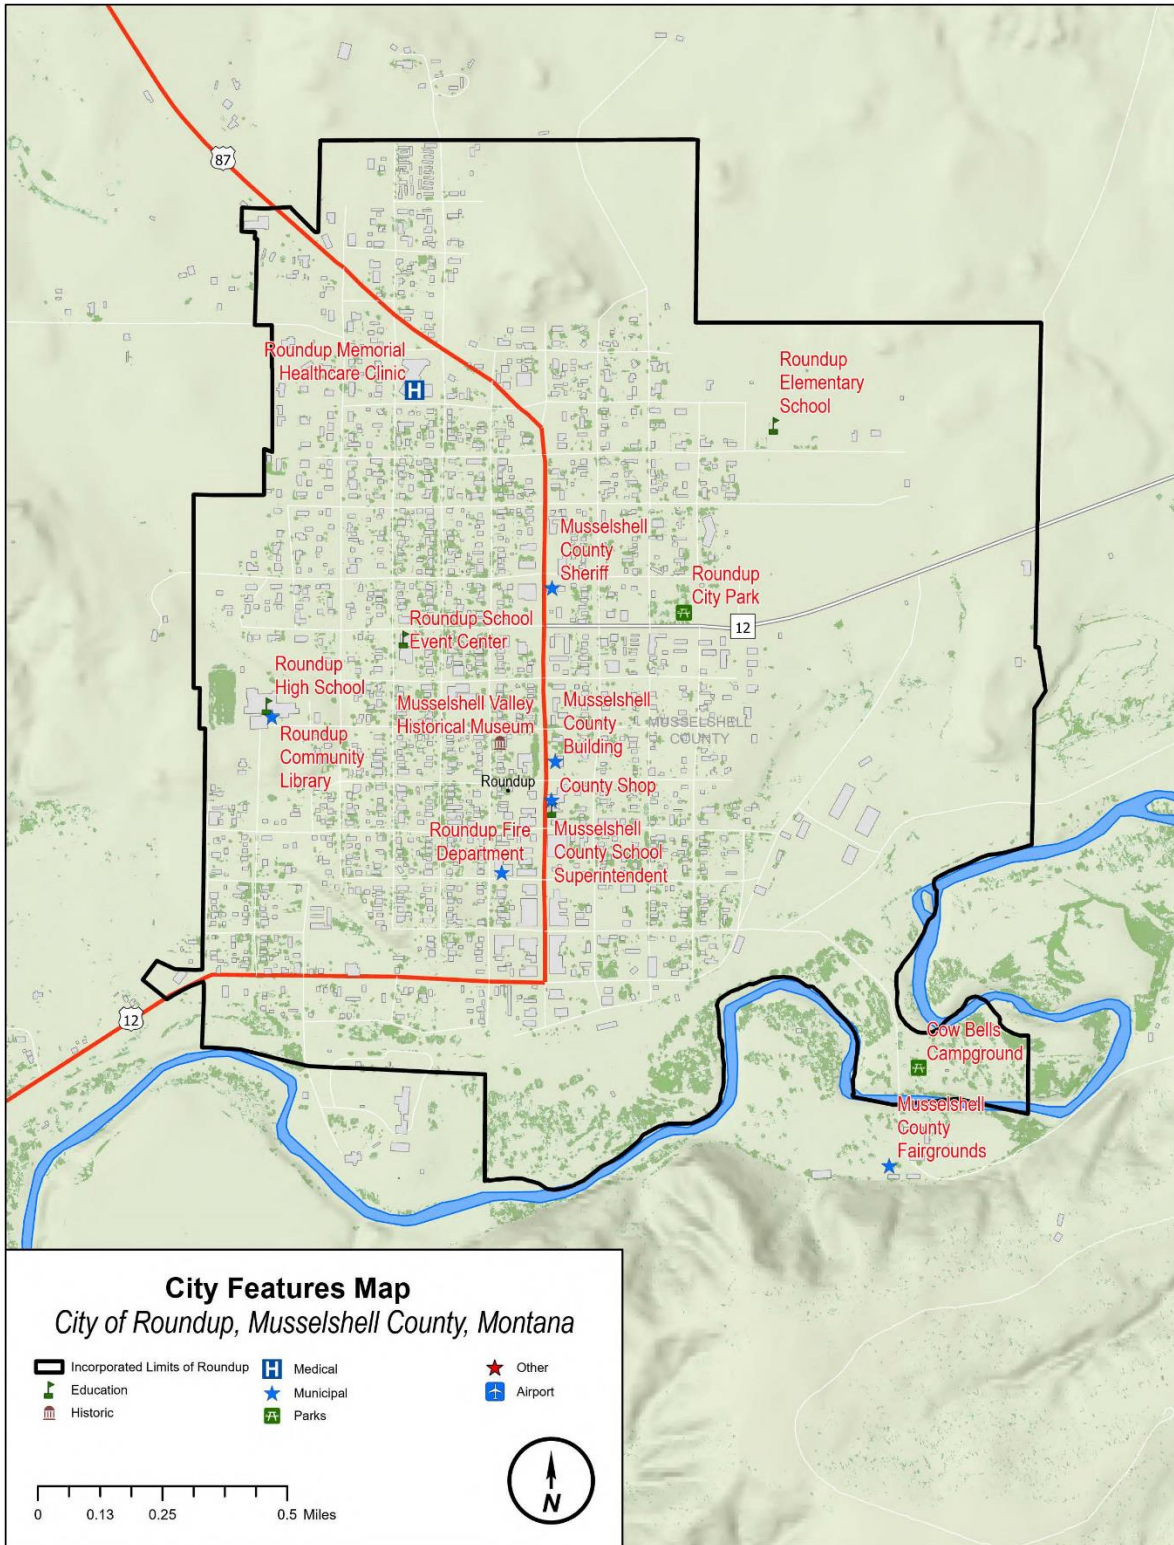 87
Roundup Memorial
Healthcare Clinic
H
Roundup
Elementary
School
Musselshell
County
Sheriff
Roundup
City Park
12
Roundup School
Event Center
Roundup
High School
Musselshell Valley
Historical Museum
Musselshell
County
Building
MUSSELSHELL
COUNTY
Roundup
Community
Library
Roundup
County Shop
Roundup Fire
Department
Musselshell
County School
Superintendent
12
Cow Bells
Campground
Musselshell
County
Fairgrounds
City Features Map
City of Roundup, Musselshell County, Montana
Incorporated Limits of Roundup
Education
Historic
H Medical
Municipal
Parks
Other
Airport
0 0.13 0.25 0.5 Miles
N